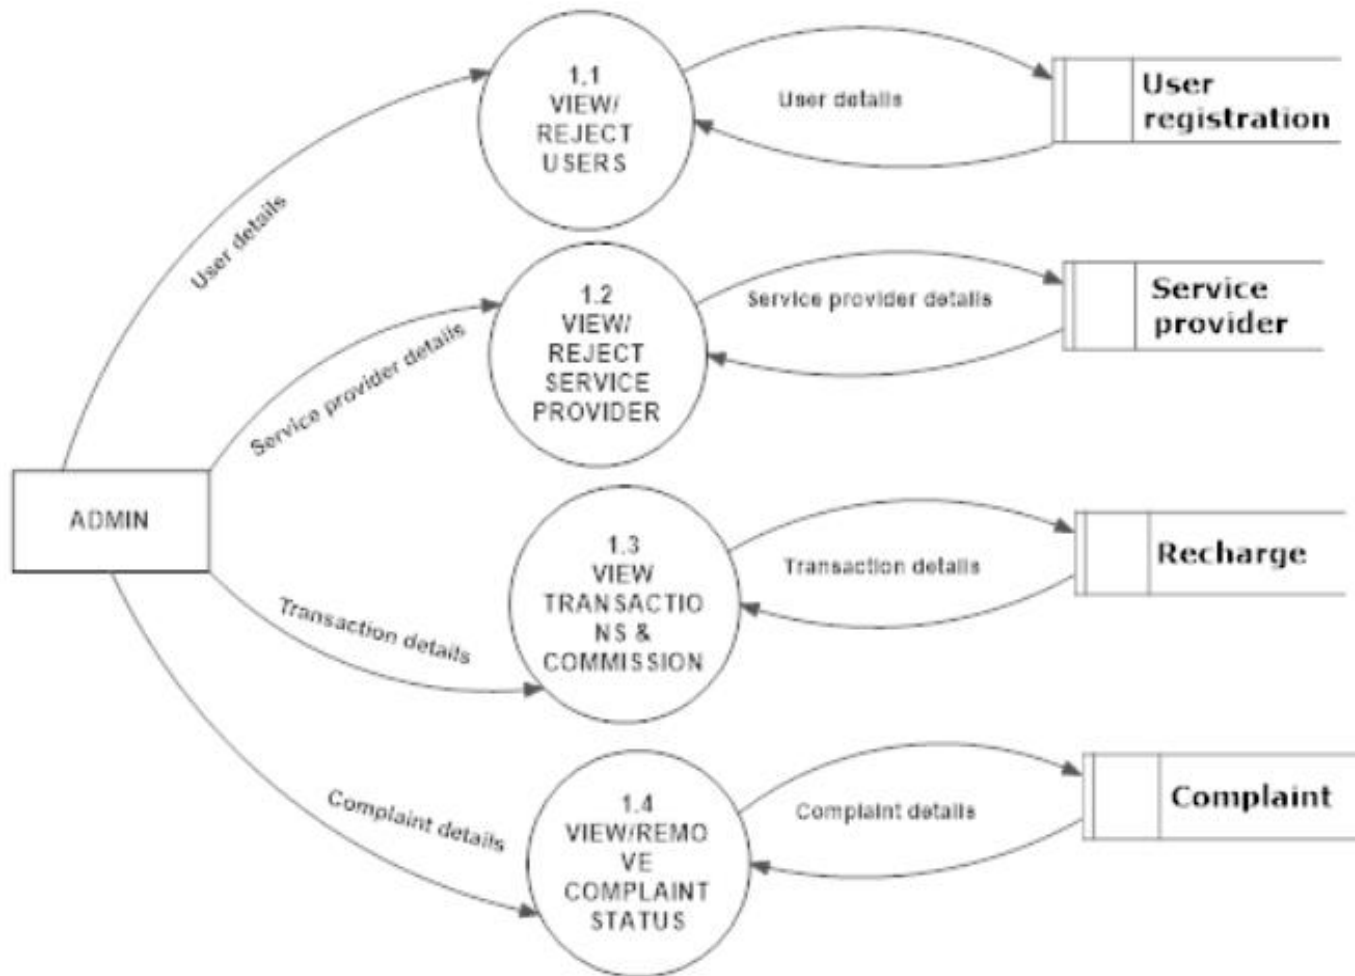 1.1
VIEW/
REJECT
USERS
User details
User
registration
User details
1.2
VIEW/
REJECT
SERVICE
PROVIDER
Service provider details
Service
provider
Service provider details
ADMIN
1.3
VIEW
TRANSACTIO
NS &
COMMISSION
Transaction details
Recharge
Transaction details
1.4
VIEW/REMO
VE
COMPLAINT
STATUS
Complaint details
Complaint
Complaint details